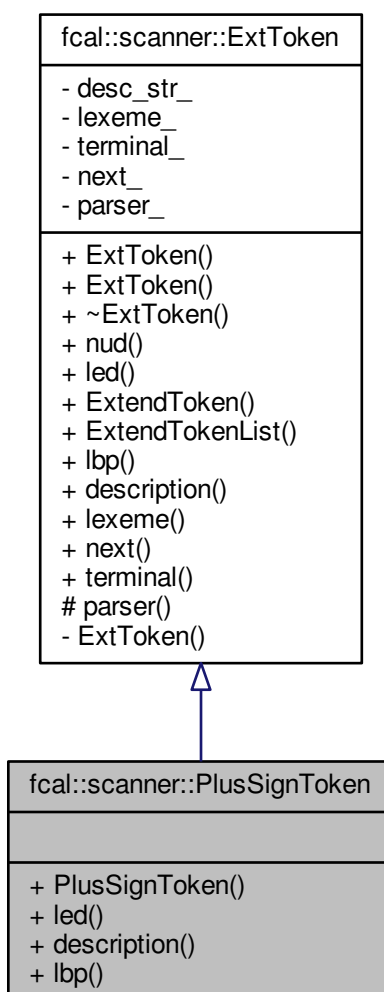 fcal::scanner::ExtToken
- desc_str_
- lexeme_
- terminal_
- next_
- parser_
+ ExtToken()
+ ExtToken()
+ ~ExtToken()
+ nud()
+ led()
+ ExtendToken()
+ ExtendTokenList()
+ lbp()
+ description()
+ lexeme()
+ next()
+ terminal()
# parser()
- ExtToken()
fcal::scanner::PlusSignToken
+ PlusSignToken()
+ led()
+ description()
+ lbp()